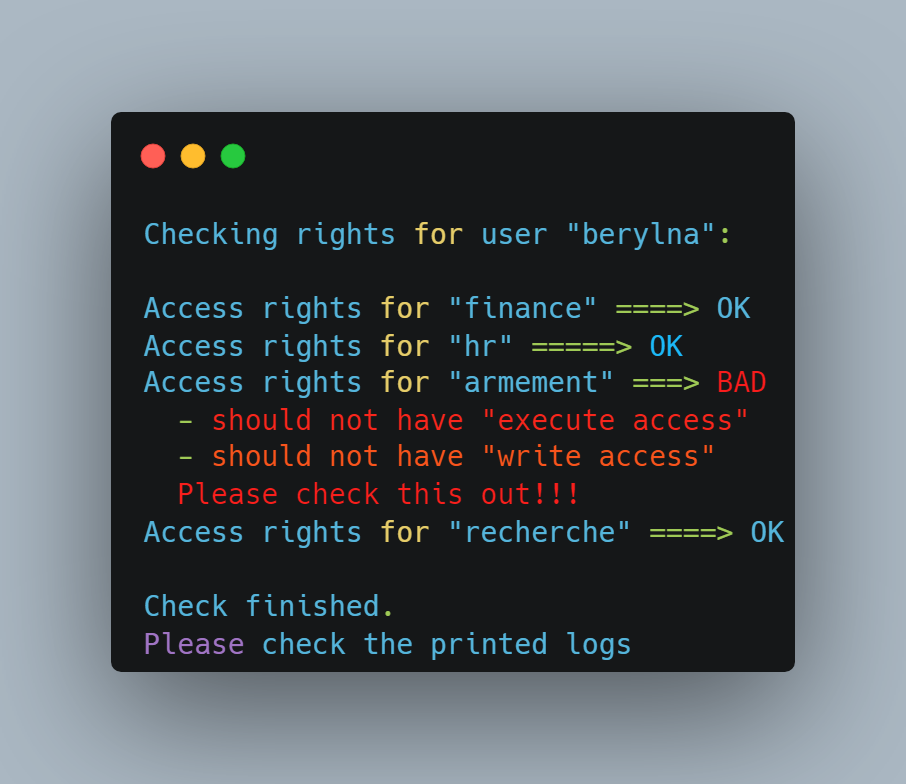 Checking rights for user "berylna":
Access rights for "finance" ====> OK
Access rights for "hr" =====> OK
Access rights for "armement" ===> BAD
- should not have "execute access"
- should not have "write access"
Please check this out!!!
Access rights for "recherche" ====> OK
Check finished.
Please check the printed logs